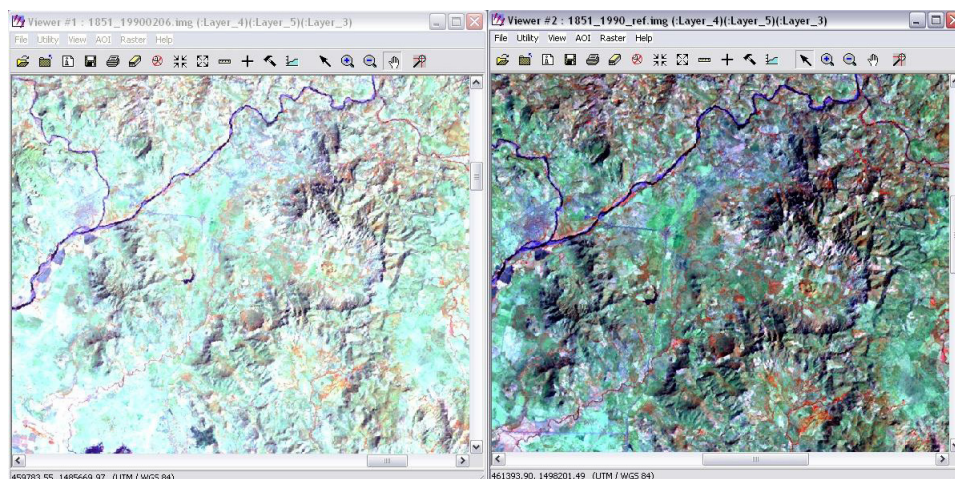 Viewer #1 : 1851_19900206.img (:Layer_4)(:Layer_5)(:Layer_3)
File Utility View AOI Raster Help
459783.55, 1485669.97 (UTM / WGS 84)
Viewer #2 : 1851_1990_ref.img (:Layer_4)(:Layer_5)(:Layer_3)
File Utility View AOI Raster Help
461393.90, 1498201.49 (UTM / WGS 84)